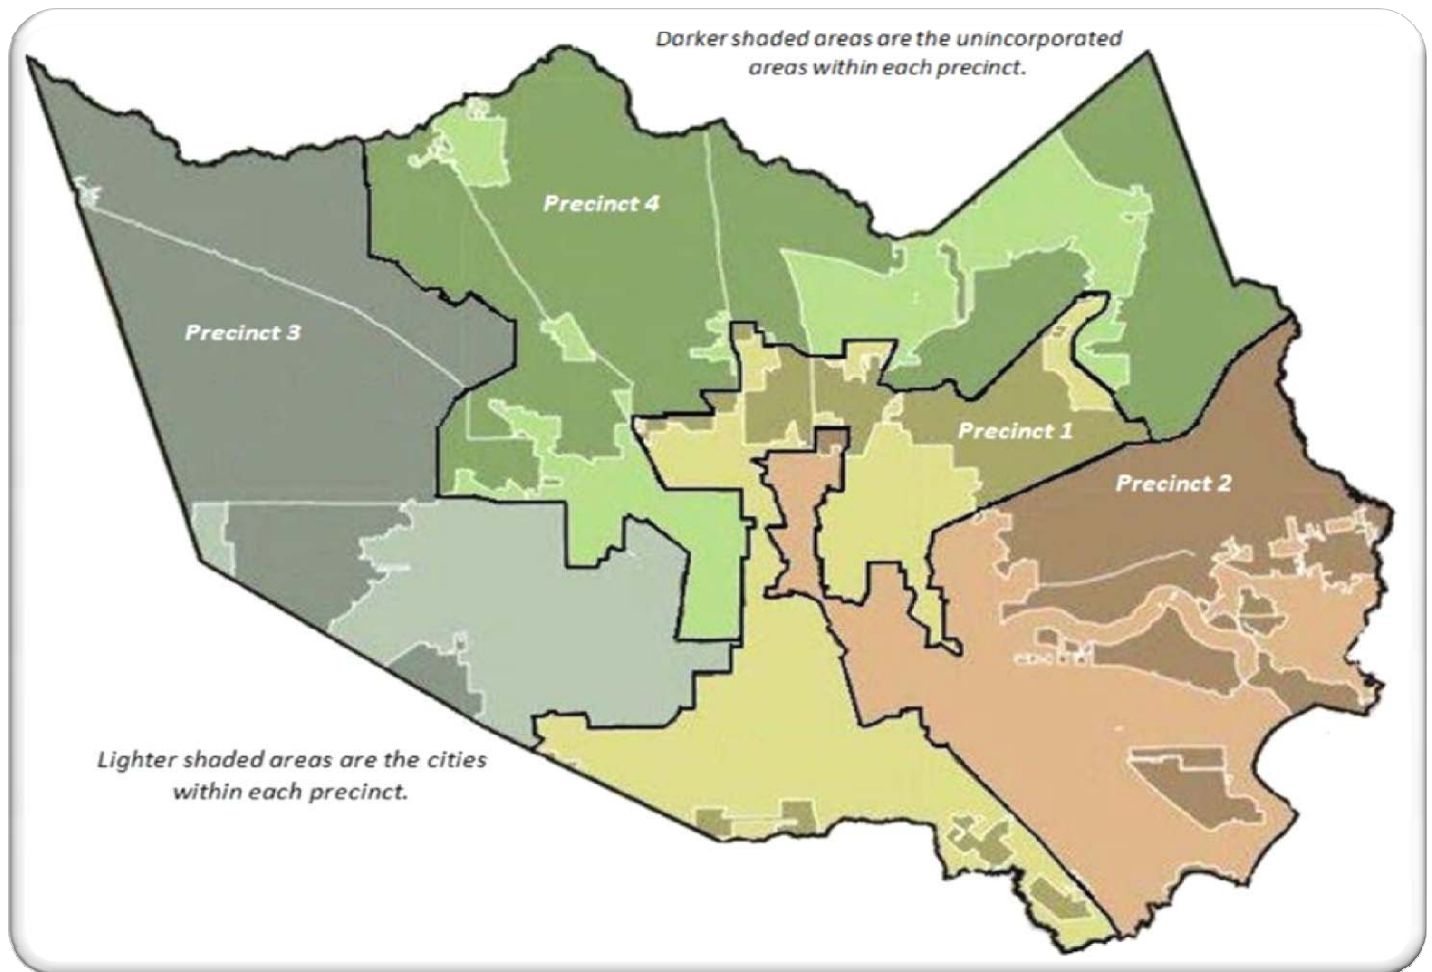 Darker shaded areas are the unincorporated
areas within each precinct.
Precinct 4
Precinct 3
Precinct 1
Precinct 2
Lighter shaded areas are the cities
within each precinct.